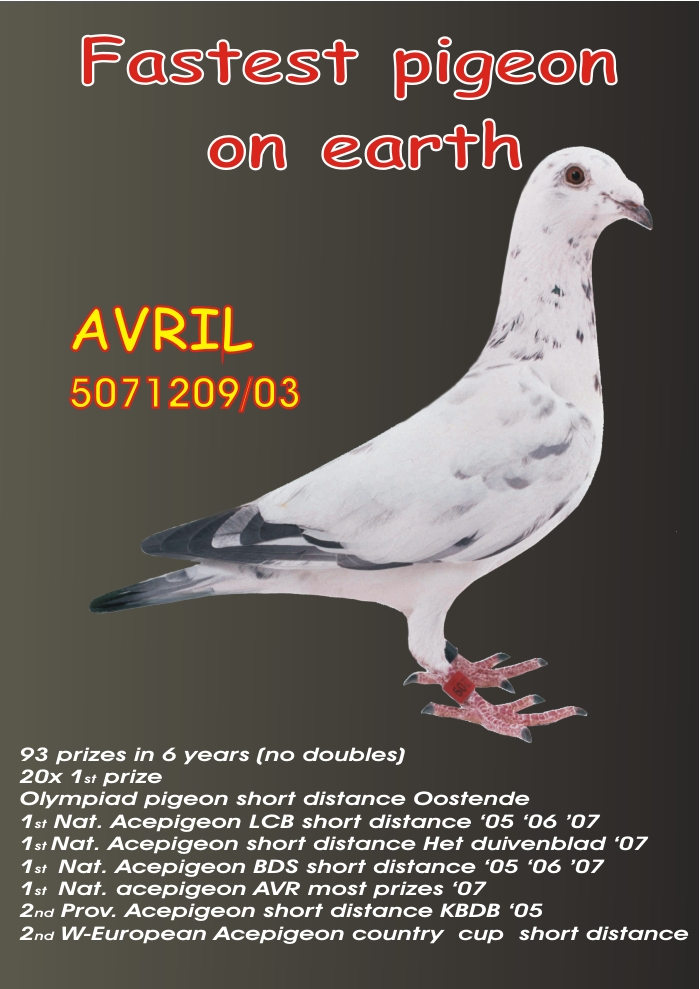 Fastest pigeon
on earth
AVRIL
5071209/03
93 prizes in 6 years (no doubles)
20x 1st prize
Olympiad pigeon short distance Oostende
1st Nat. Acepigeon LCB short distance '05 '06 '07
1st Nat. Acepigeon short distance Het duivenblad '07
1st Nat. Acepigeon BDS short distance '05 '06 '07
1st Nat. acepigeon AVR most prizes '07
2nd Prov. Acepigeon short distance KBDB '05
2nd W-European Acepigeon country cup short distance